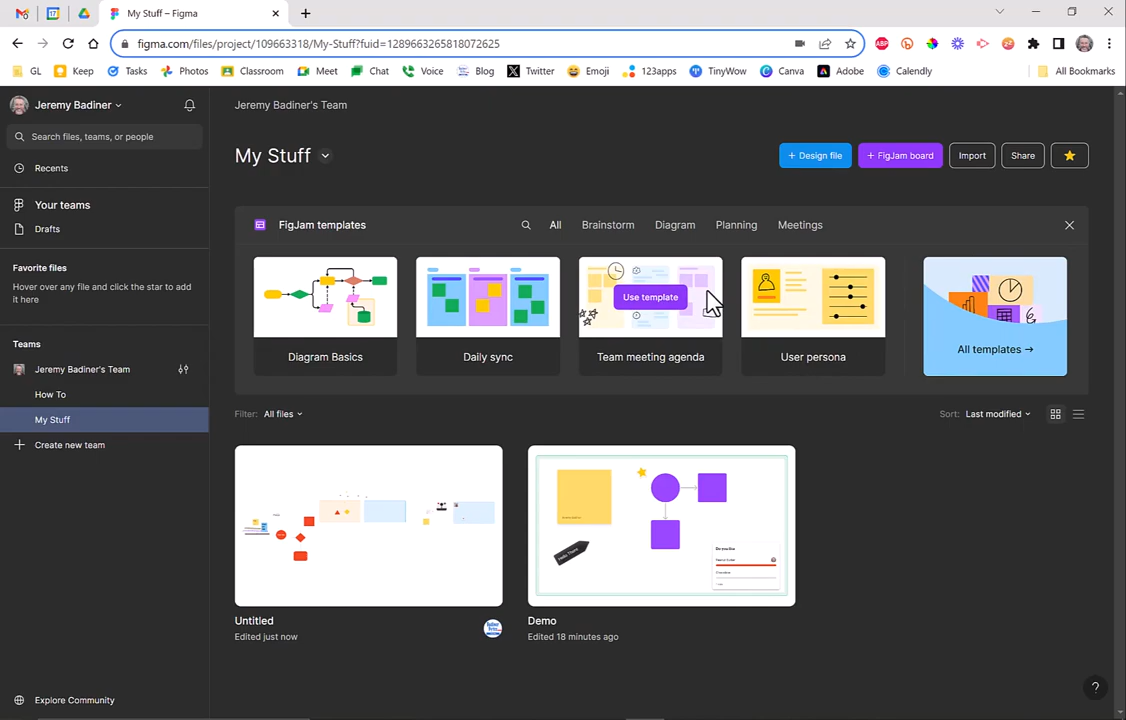 My Stuff – Figma
figma.com/files/project/109663318/My-Stuff?fuid=1289663265818072625
GL Keep Tasks Photos Classroom Meet Chat Voice Blog Twitter Emoji 123apps TinyWow Canva Adobe Calendly All Bookmarks
Jeremy Badiner
Search files, teams, or people
Recents
Your teams
Drafts
Favorite files
Hover over any file and click the star to add
it here
Teams
Jeremy Badiner's Team
How To
My Stuff
Create new team
Explore Community
Jeremy Badiner's Team
My Stuff
+ Design file
+ FigJam board
Import
Share
FigJam templates
All Brainstorm Diagram Planning Meetings
Use template
Diagram Basics
Daily sync
Team meeting agenda
User persona
All templates →
Filter: All files
Sort: Last modified
Untitled
Edited just now
Demo
Edited 18 minutes ago
?